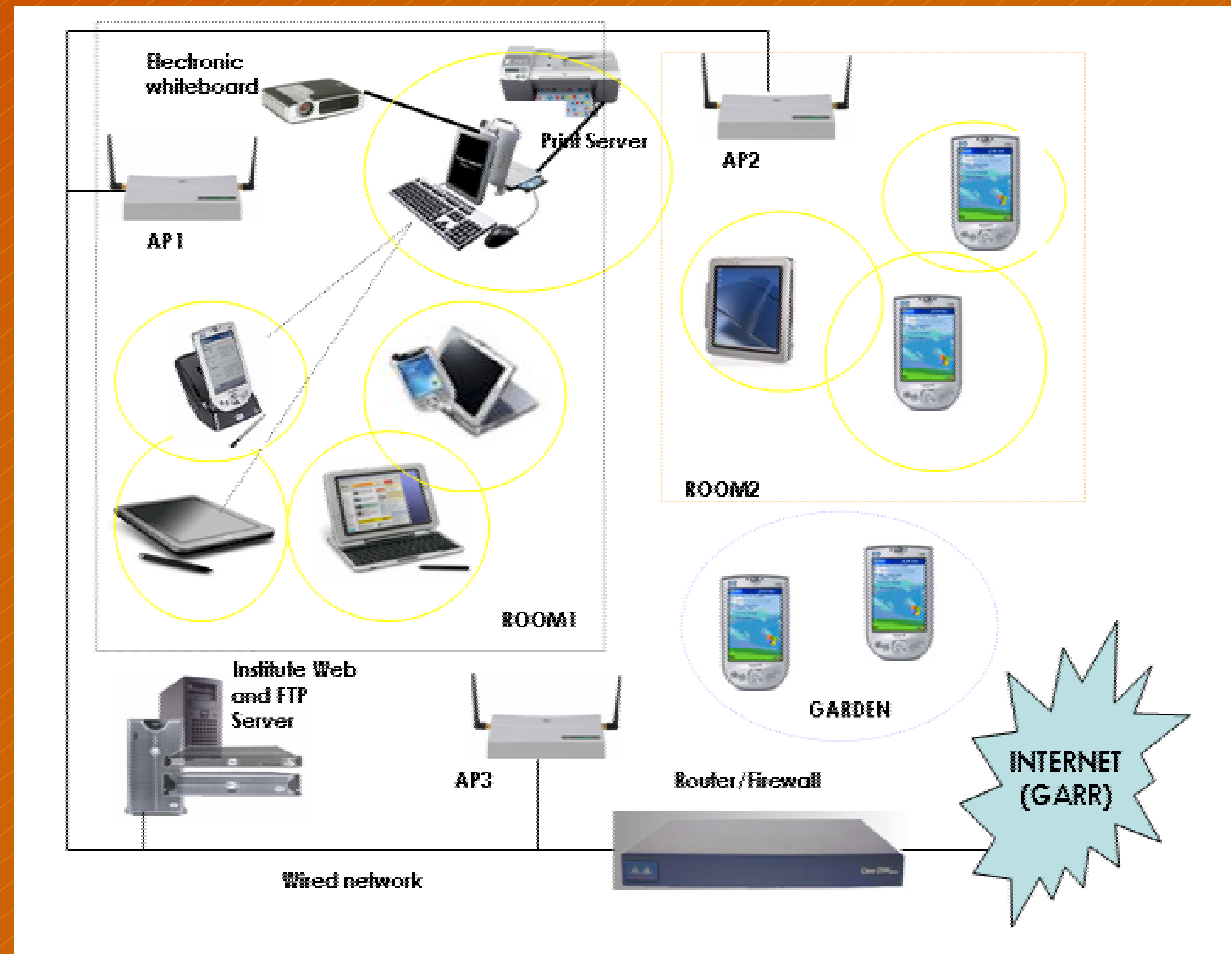 Electronic
whiteboard
Print Server
AP1
AP2
ROOM2
ROOM1
Institute Web
and FTP
Server
GARDEN
AP3
Router/Firewall
INTERNET
(GARR)
Wired network